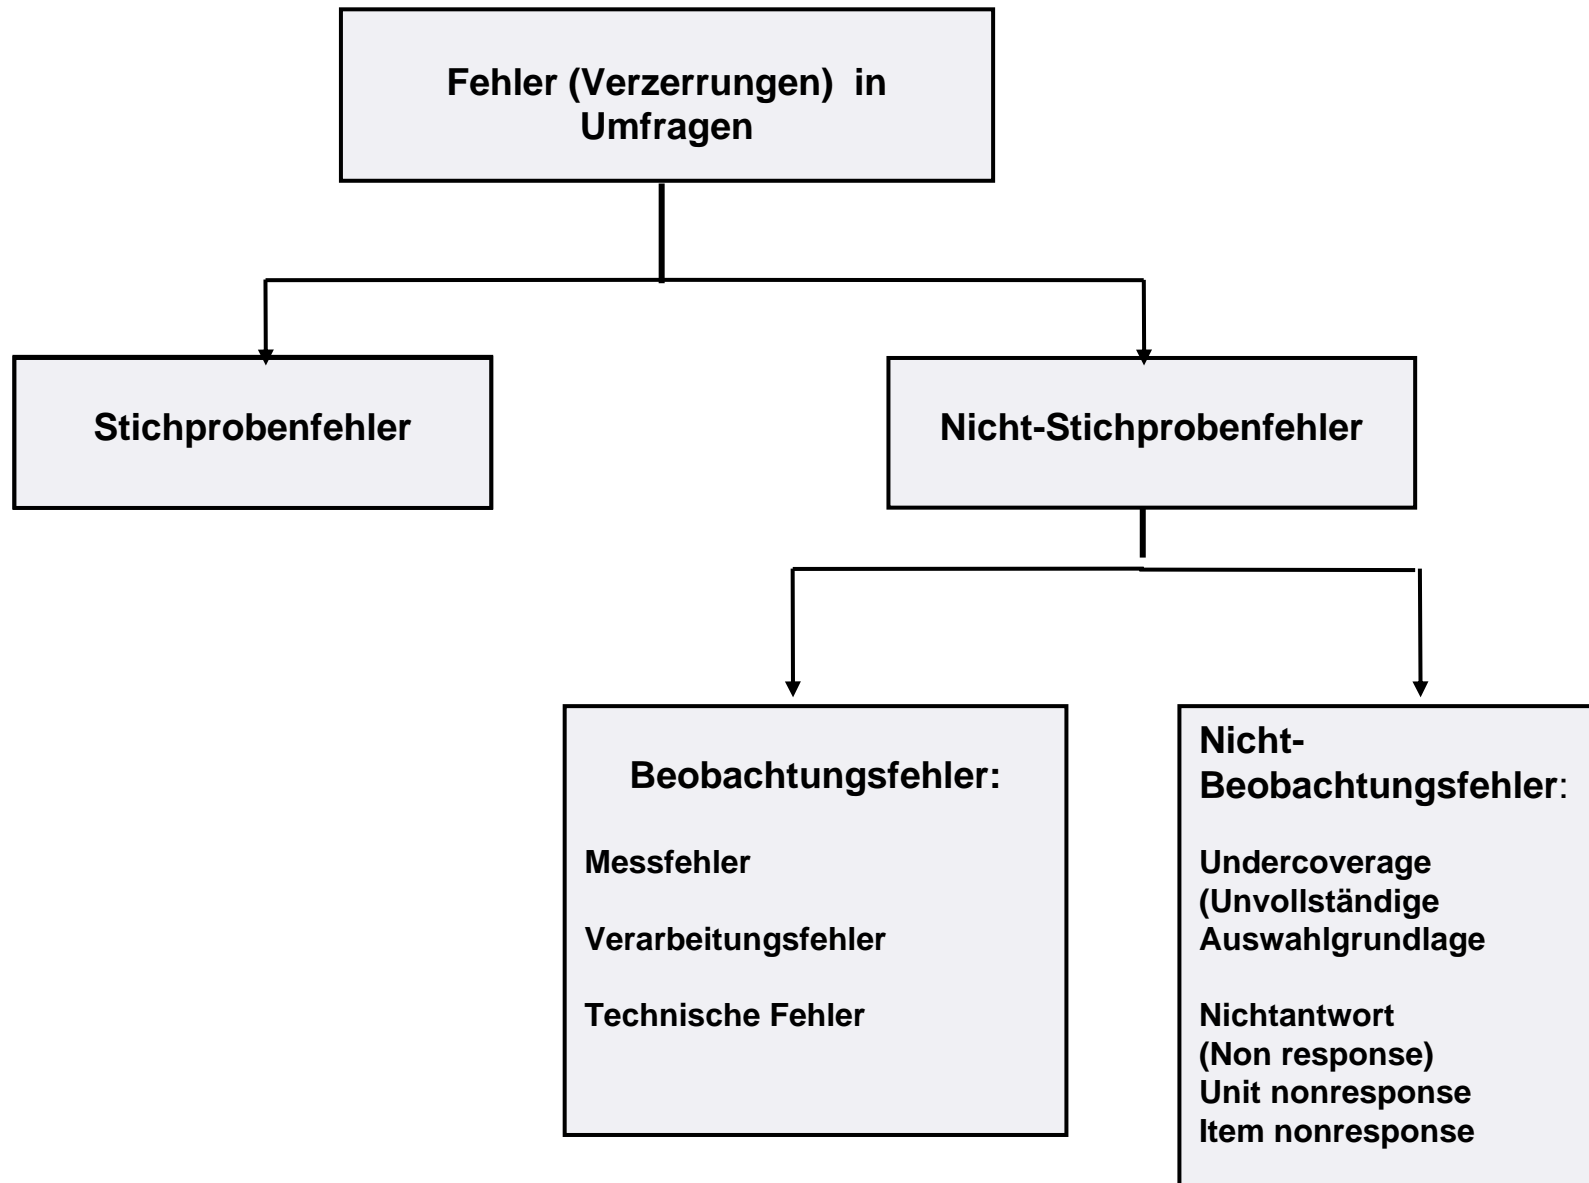 Fehler (Verzerrungen) in
Umfragen
Stichprobenfehler
Nicht-Stichprobenfehler
Beobachtungsfehler:
Messfehler
Verarbeitungsfehler
Technische Fehler
Nicht-
Beobachtungsfehler:
Undercoverage
(Unvollständige
Auswahlgrundlage
Nichtantwort
(Non response)
Unit nonresponse
Item nonresponse